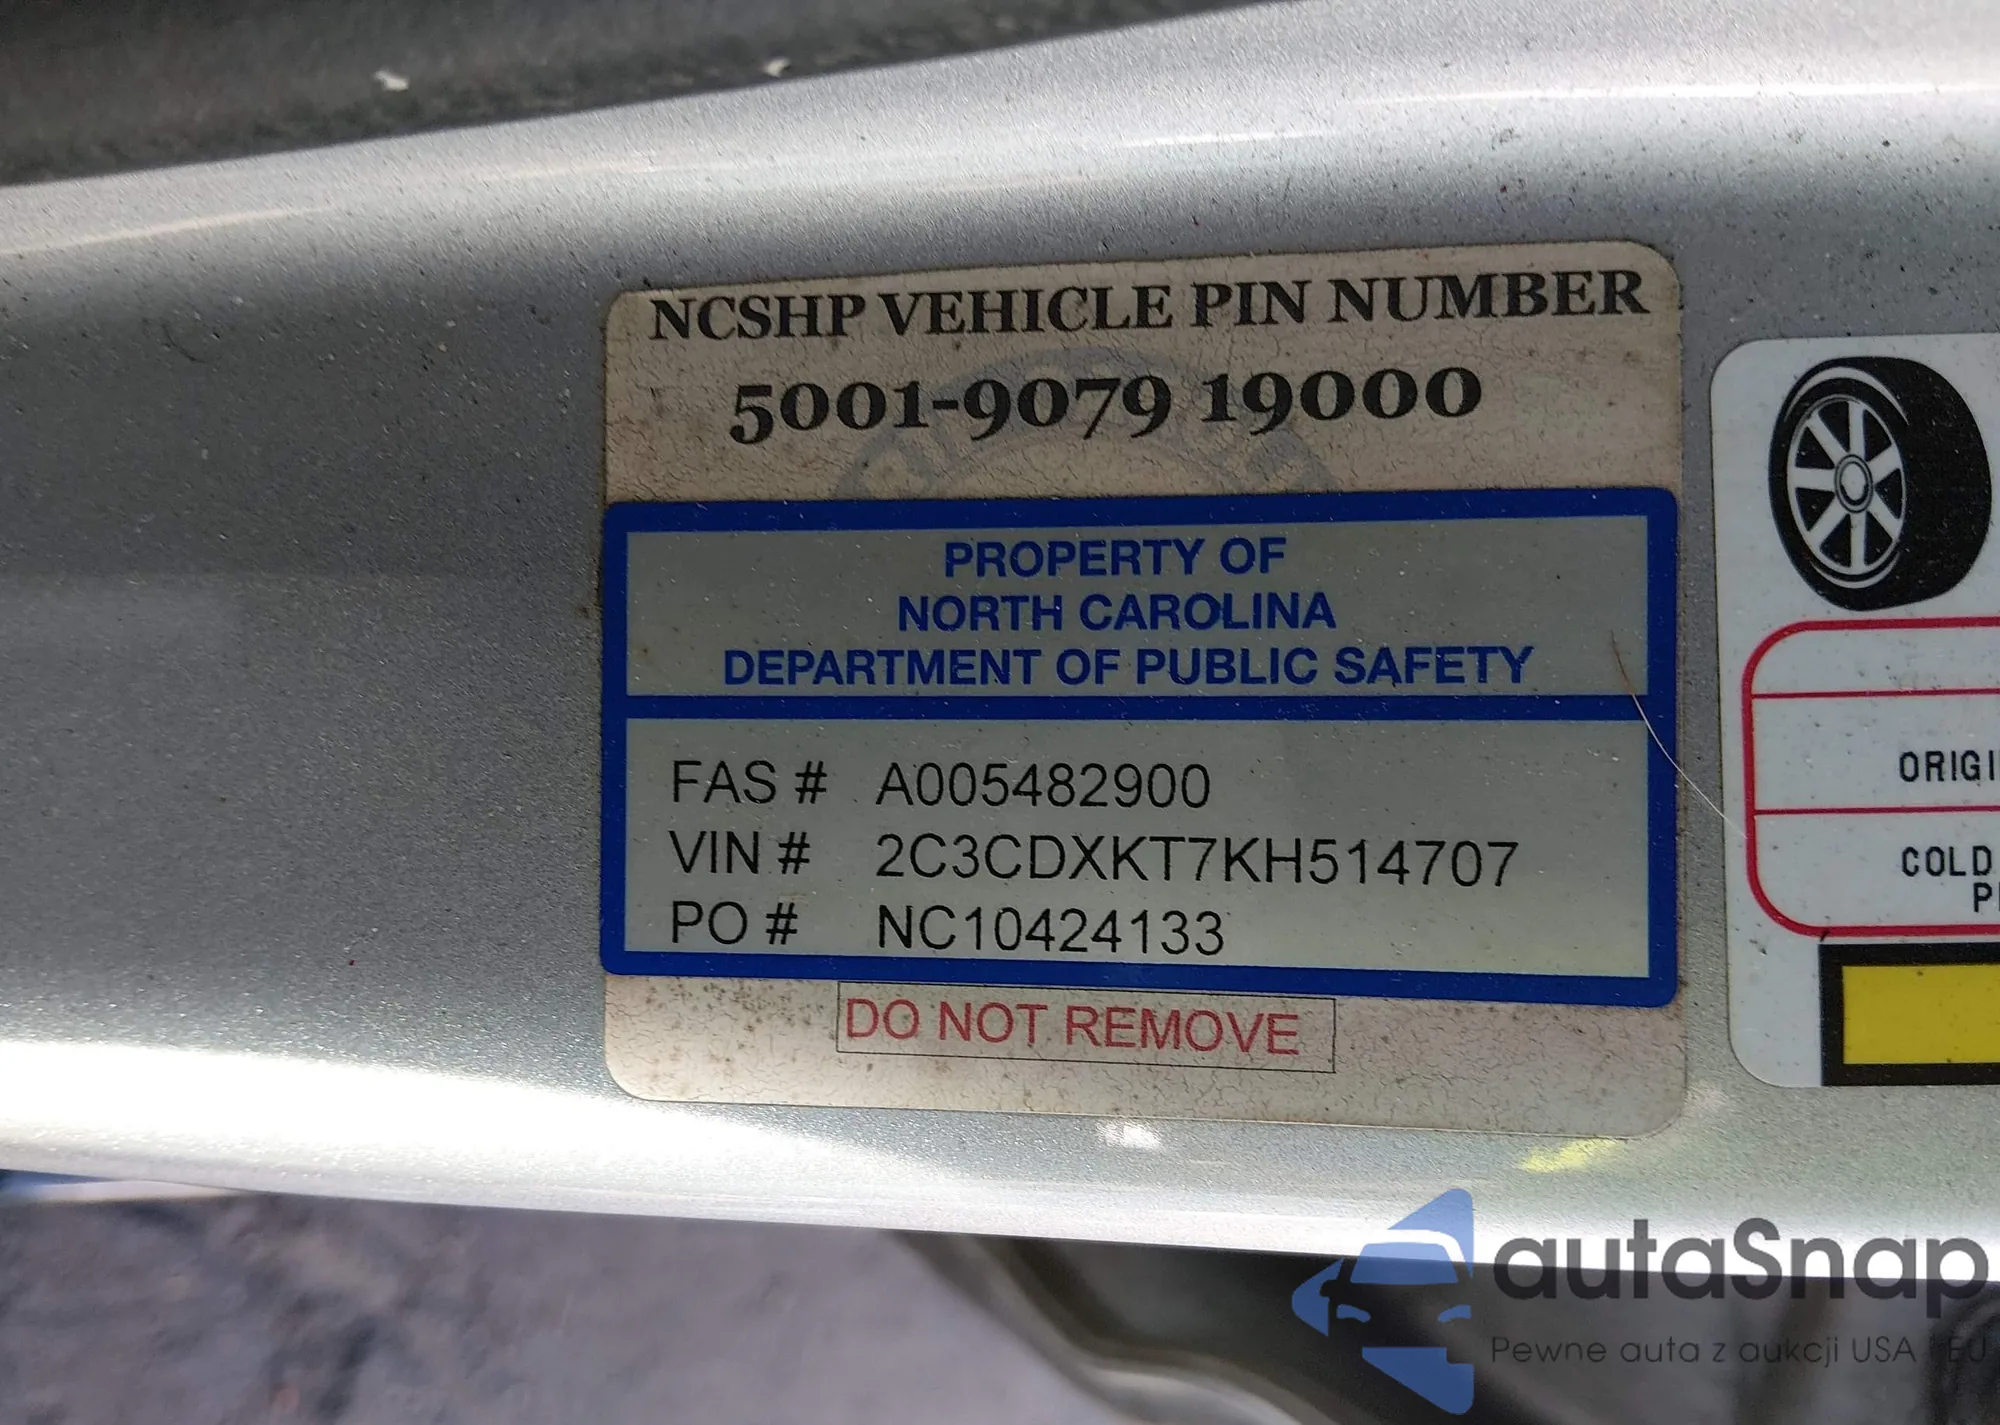 NCSHP VEHICLE PIN NUMBER
5001-9079 19000
PROPERTY OF
NORTH CAROLINA
DEPARTMENT OF PUBLIC SAFETY
FAS # A005482900
VIN # 2C3CDXKT7KH514707
PO # NC10424133
DO NOT REMOVE
ORIGI
COLD
P
autaSnap
Pewne auta z aukcji USA i EU